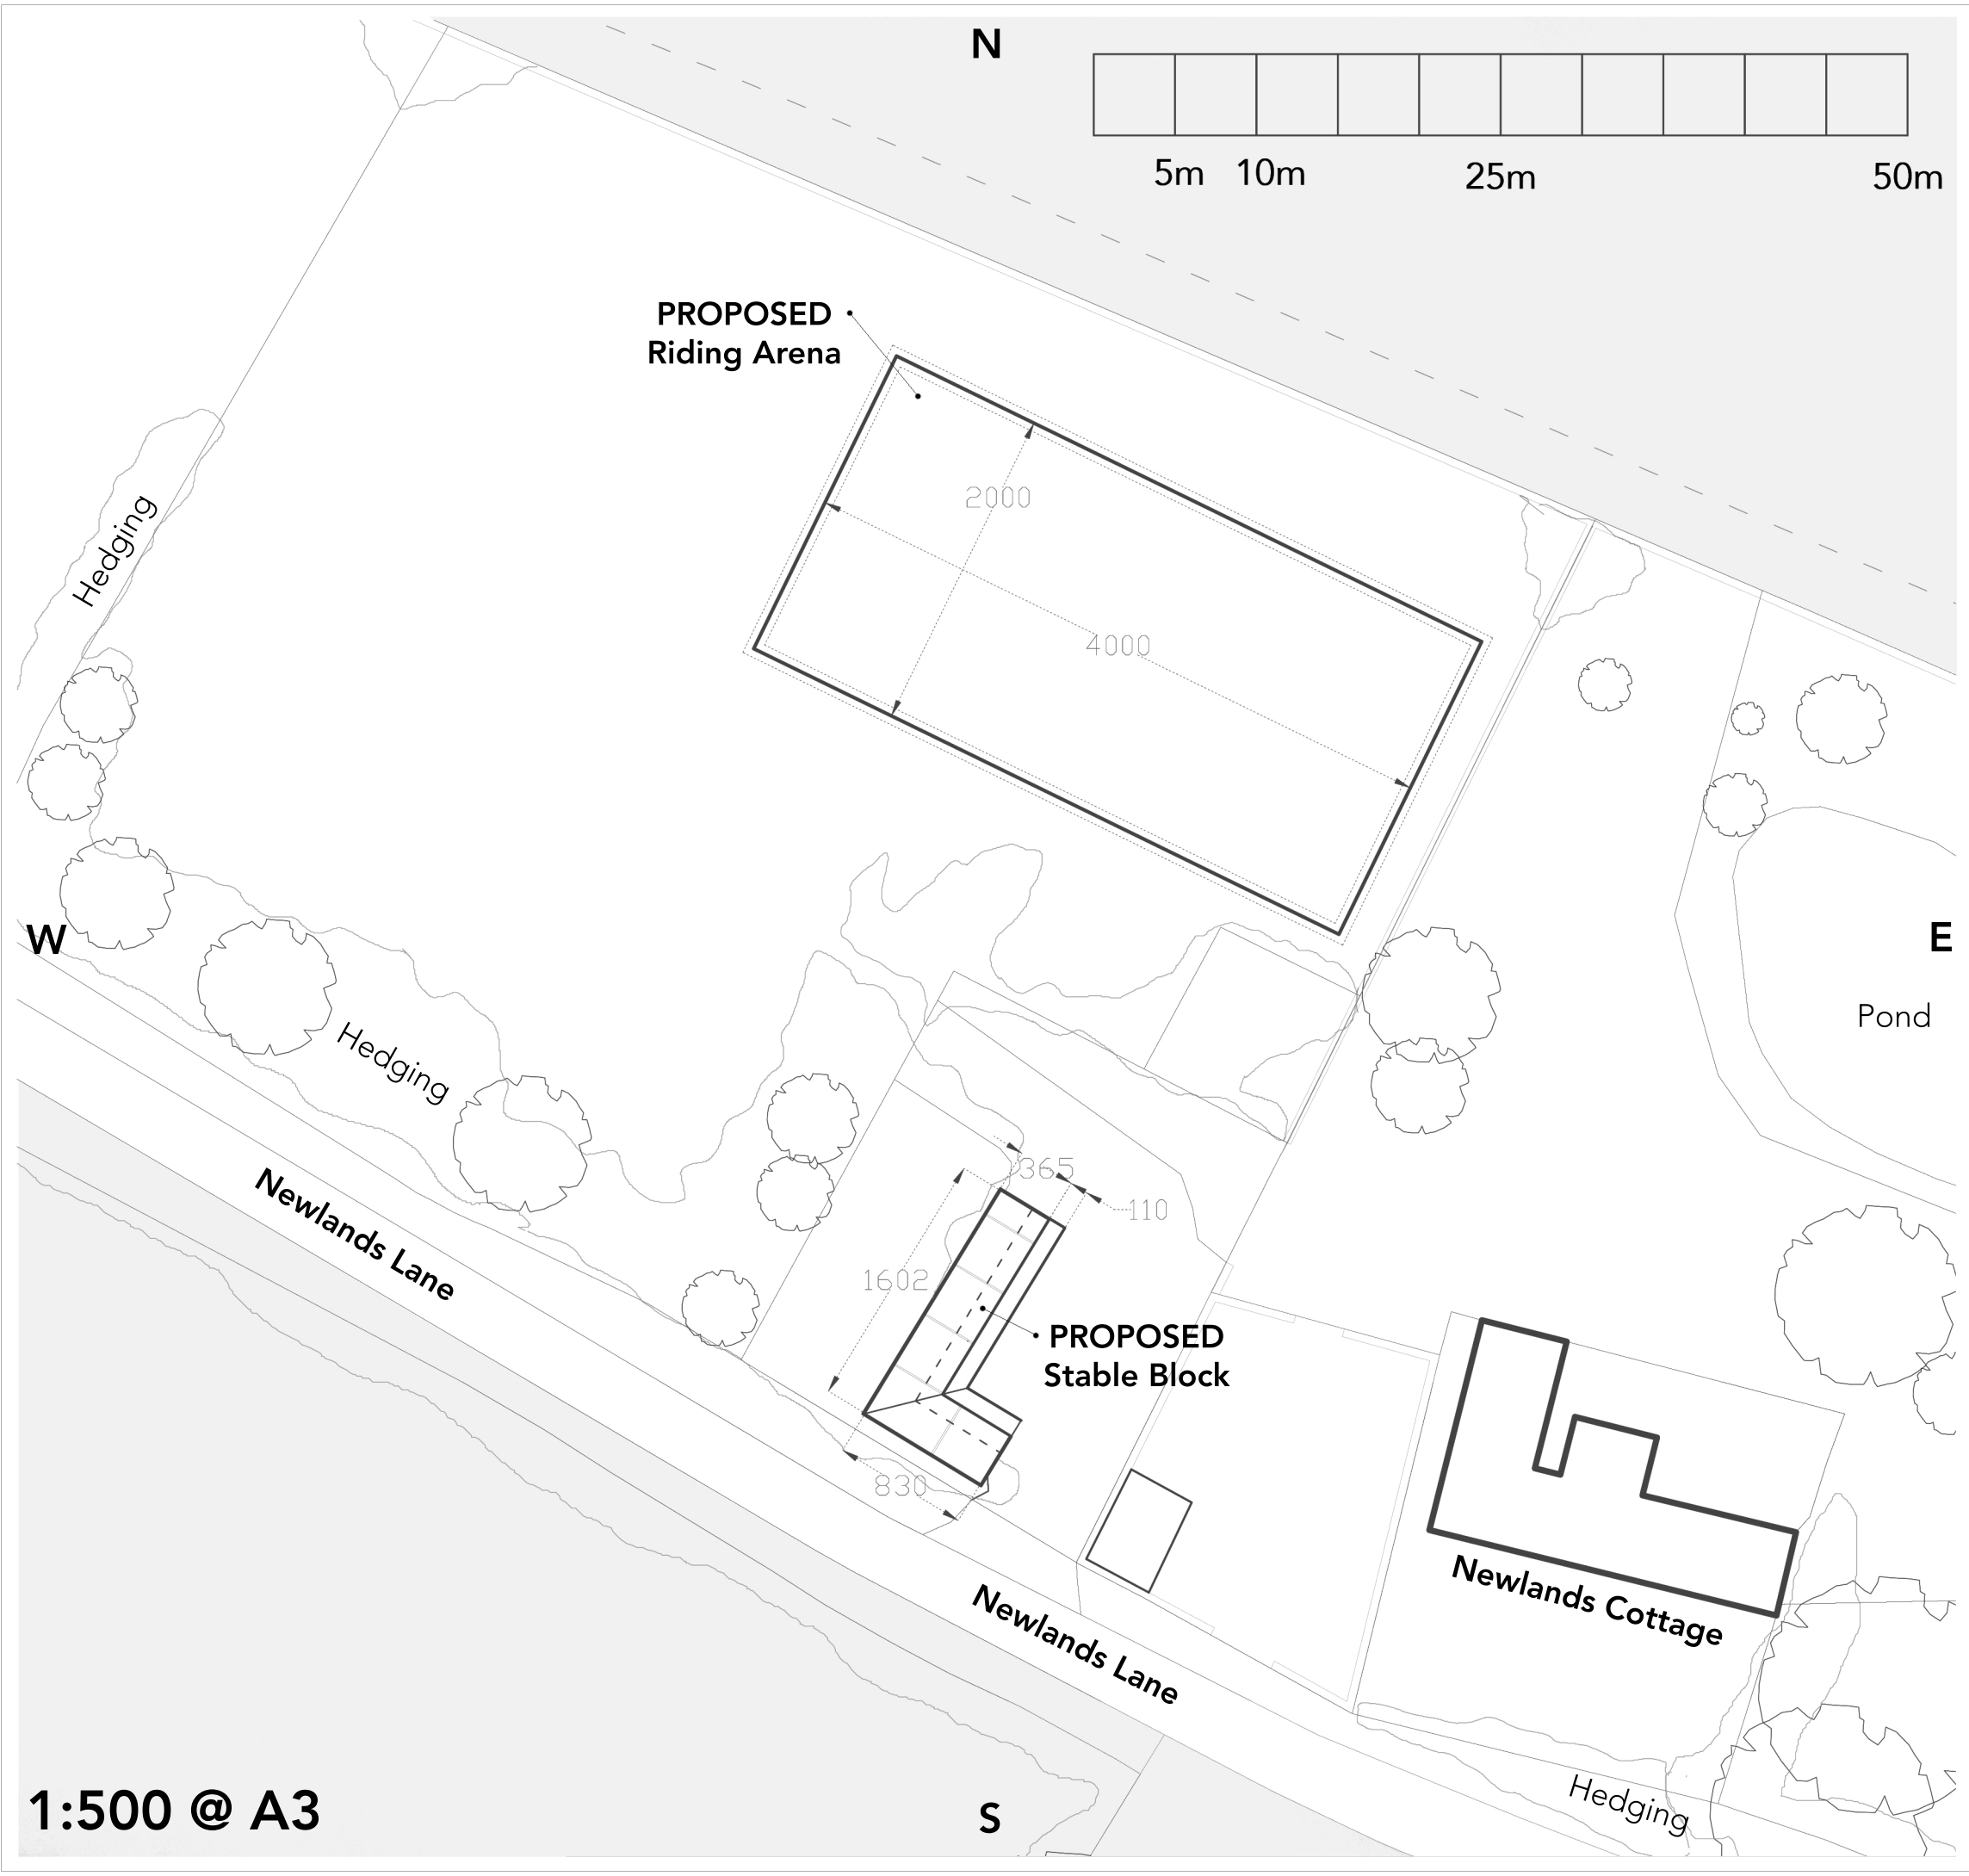 N
5m 10m 25m 50m
PROPOSED
Riding Arena
2000
4000
Hedging
W
E
Pond
Hedging
365
110
Newlands Lane
1602
PROPOSED
Stable Block
830
Newlands Cottage
Newlands Lane
Hedging
1:500 @ A3
S